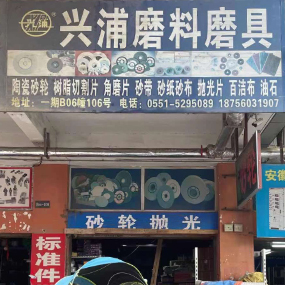 兴浦
兴浦磨料磨具
陶瓷砂轮 树脂切割片 角磨片 砂带 砂纸砂布 抛光片 百洁布 油石
地址：一期B06幢106号 电话：0551-5295089 18756031907
砂轮抛光
标准件
安徽